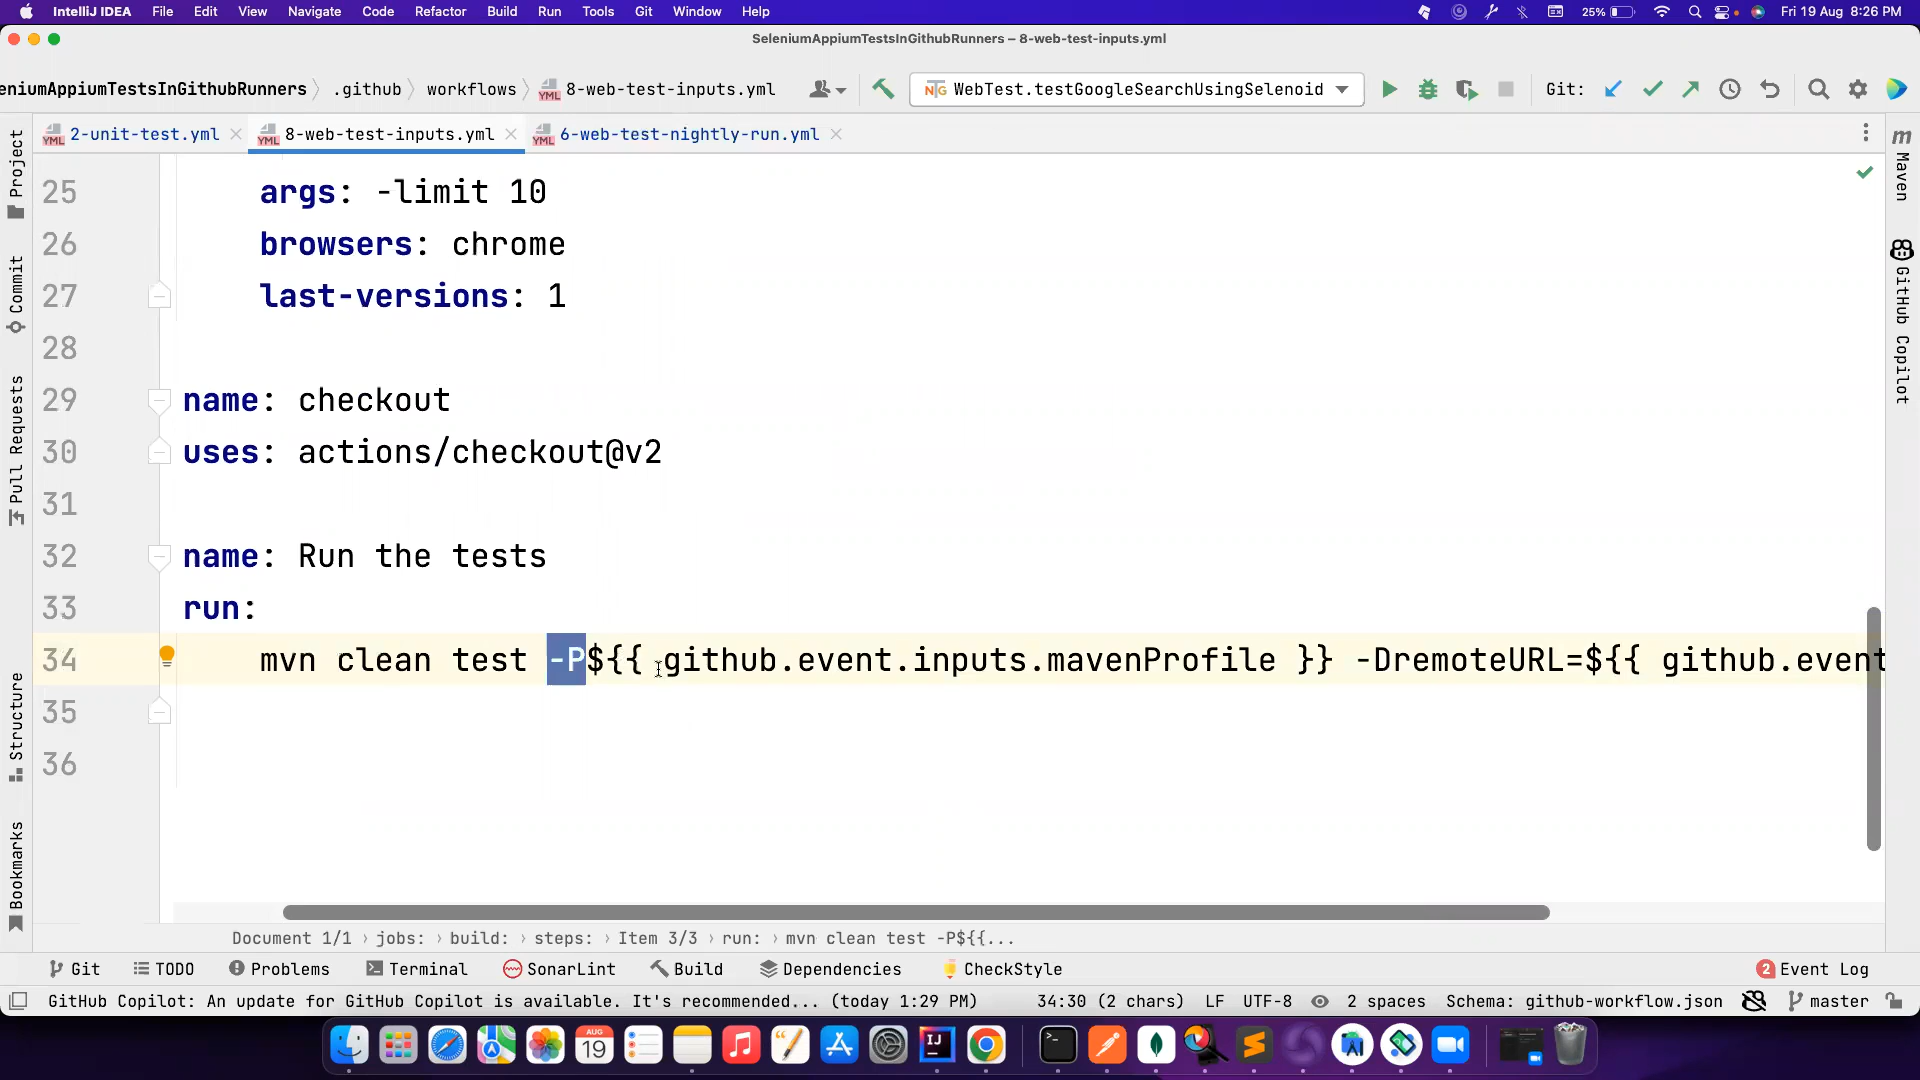 IntelliJ IDEA File Edit View Navigate Code Refactor Build Run Tools Git Window Help 25% Fri 19 Aug 8:26 PM
SeleniumAppiumTestsInGithubRunners – 8-web-test-inputs.yml
eniumAppiumTestsInGithubRunners .github workflows 8-web-test-inputs.yml WebTest.testGoogleSearchUsingSelenoid Git:
2-unit-test.yml 8-web-test-inputs.yml 6-web-test-nightly-run.yml
Project
Commit
Pull Requests
Structure
Bookmarks
25 args: -limit 10
26 browsers: chrome
27 last-versions: 1
28
29 name: checkout
30 uses: actions/checkout@v2
31
32 name: Run the tests
33 run:
34 mvn clean test -P${{ github.event.inputs.mavenProfile }} -DremoteURL=${{ github.event
35
36
Maven
GitHub Copilot
Document 1/1 › jobs: › build: › steps: › Item 3/3 › run: › mvn clean test -P${{...
Git TODO Problems Terminal SonarLint Build Dependencies CheckStyle 2 Event Log
GitHub Copilot: An update for GitHub Copilot is available. It's recommended... (today 1:29 PM) 34:30 (2 chars) LF UTF-8 2 spaces Schema: github-workflow.json master
AUG
19
IJ